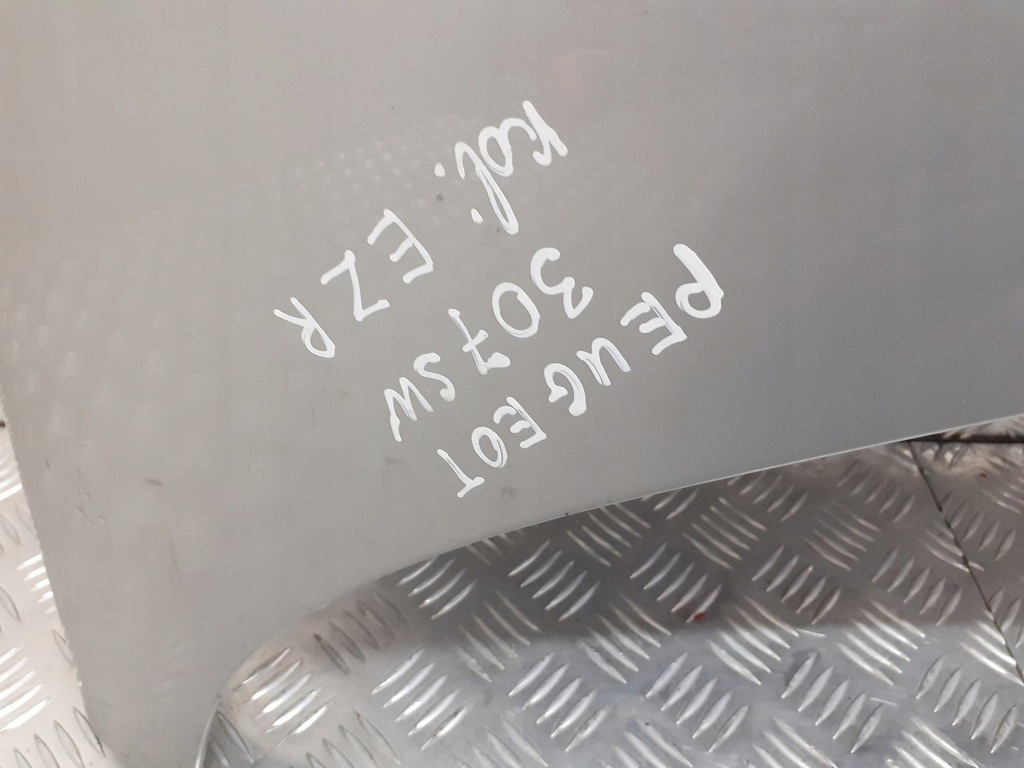 PEUGEOT
307 SW
Kol: EZR